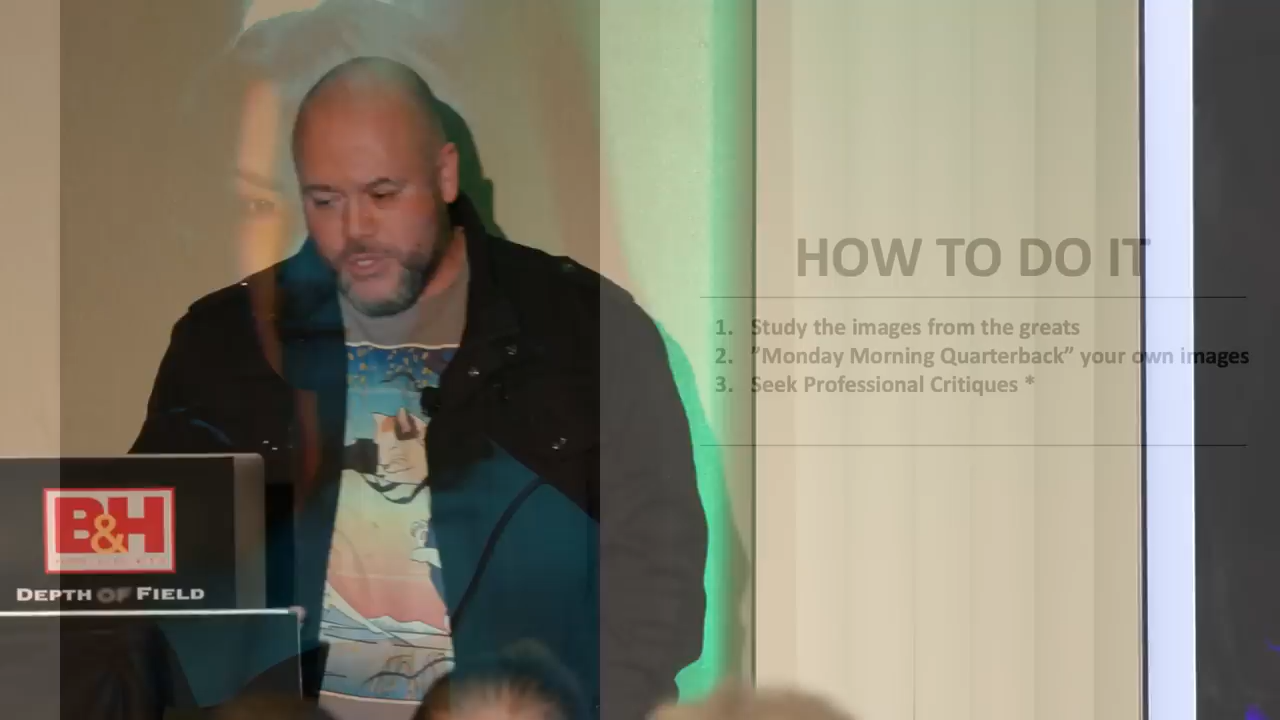 HOW TO DO IT
1. Study the images from the greats
2. ”Monday Morning Quarterback” your own images
3. Seek Professional Critiques *
B&H
DEPTH OF FIELD